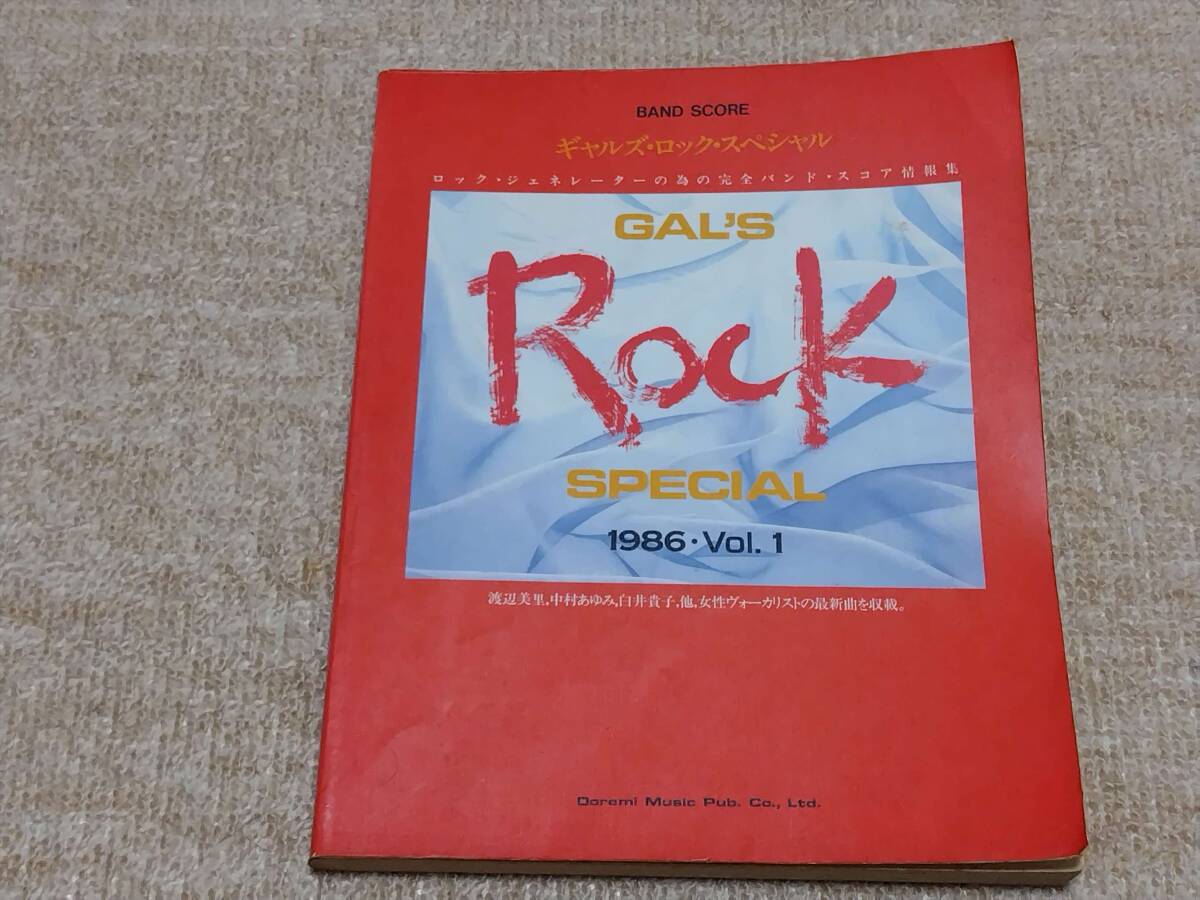 BAND SCORE
ギャルズ・ロック・スペシャル
ロック・ジェネレーターの為の完全バンド・スコア情報集
GAL'S
Rock
SPECIAL
1986・Vol. 1
渡辺美里,中村あゆみ,白井貴子,他,女性ヴォーカリストの最新曲を収載。
Doremi Music Pub. Co., Ltd.